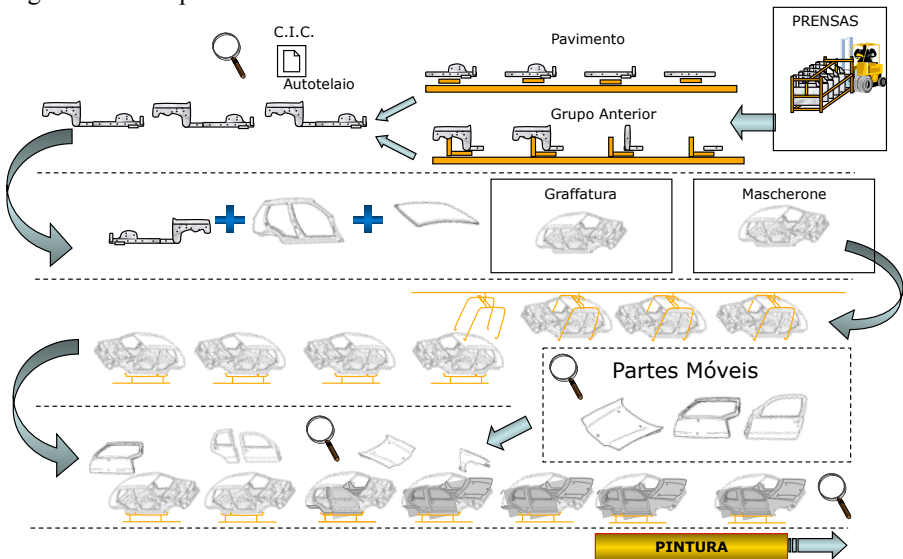 PRENSAS
C.I.C.
Autotelaio
Pavimento
Grupo Anterior
Graffatura
Mascherone
Partes Móveis
PINTURA